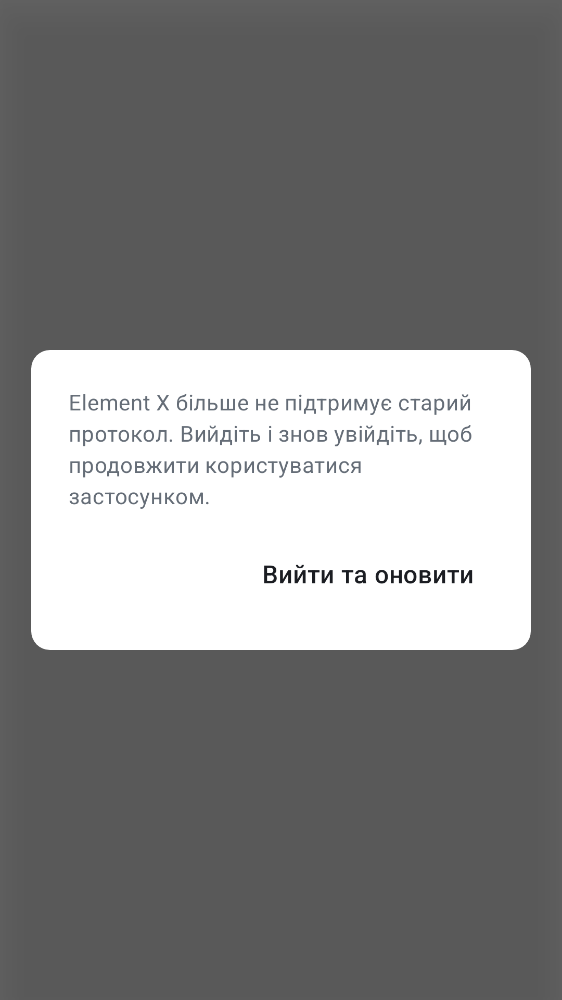 Element X більше не підтримує старий
протокол. Вийдіть і знов увійдіть, щоб
продовжити користуватися
застосунком.
Вийти та оновити